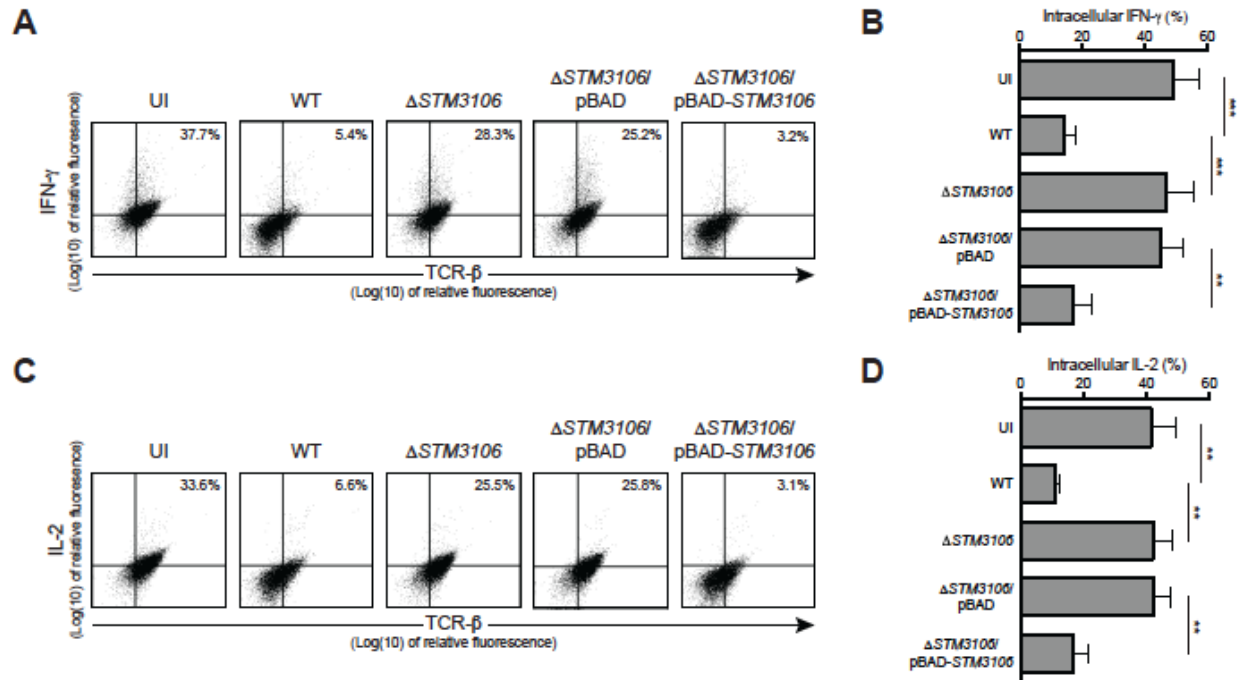 A
UI
WT
ΔSTM3106
ΔSTM3106/
pBAD
ΔSTM3106/
pBAD-STM3106
IFN-γ
(Log(10) of relative fluorescence)
37.7%
5.4%
28.3%
25.2%
3.2%
TCR-β
(Log(10) of relative fluorescence)
B
Intracellular IFN-γ (%)
0 20 40 60
UI
WT
ΔSTM3106
ΔSTM3106/
pBAD
ΔSTM3106/
pBAD-STM3106
***
***
**
C
UI
WT
ΔSTM3106
ΔSTM3106/
pBAD
ΔSTM3106/
pBAD-STM3106
IL-2
(Log(10) of relative fluorescence)
33.6%
6.6%
25.5%
25.8%
3.1%
TCR-β
(Log(10) of relative fluorescence)
D
Intracellular IL-2 (%)
0 20 40 60
UI
WT
ΔSTM3106
ΔSTM3106/
pBAD
ΔSTM3106/
pBAD-STM3106
**
**
**